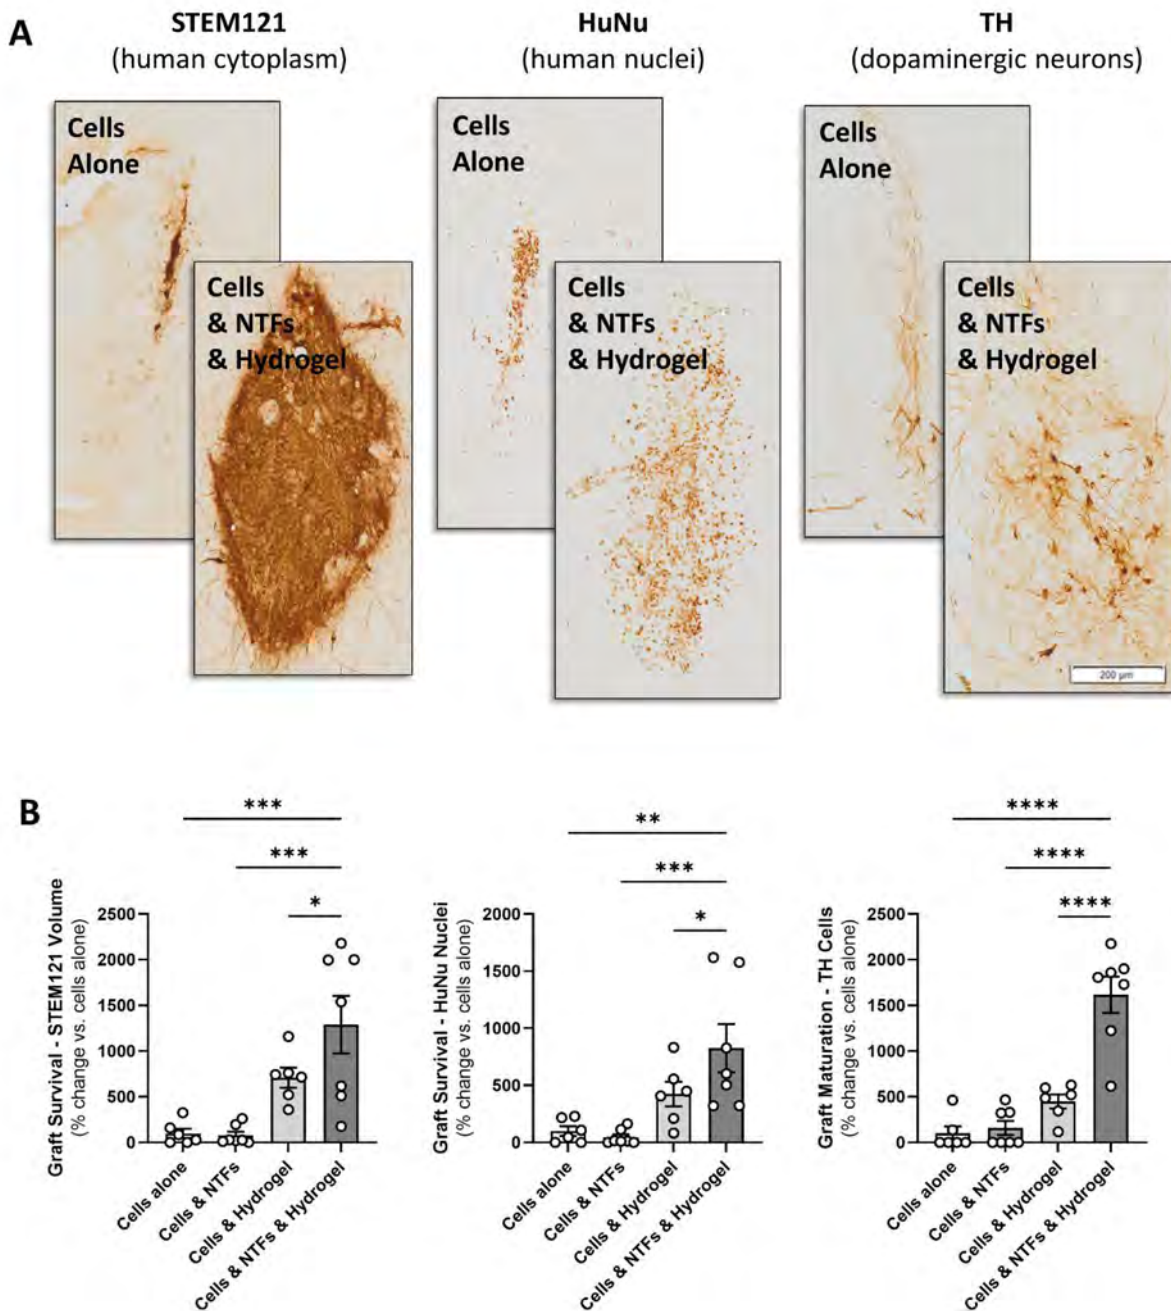 A
STEM121
(human cytoplasm)
HuNu
(human nuclei)
TH
(dopaminergic neurons)
Cells
Alone
Cells
& NTFs
& Hydrogel
Cells
Alone
Cells
& NTFs
& Hydrogel
Cells
Alone
Cells
& NTFs
& Hydrogel
200 µm
B
***
***
*
Graft Survival - STEM121 Volume
(% change vs. cells alone)
2500
2000
1500
1000
500
0
Cells alone
Cells & NTFs
Cells & Hydrogel
Cells & NTFs & Hydrogel
**
***
*
Graft Survival - HuNu Nuclei
(% change vs. cells alone)
2000
1500
1000
500
0
Cells alone
Cells & NTFs
Cells & Hydrogel
Cells & NTFs & Hydrogel
****
****
****
Graft Maturation - TH Cells
(% change vs. cells alone)
2500
2000
1500
1000
500
0
Cells alone
Cells & NTFs
Cells & Hydrogel
Cells & NTFs & Hydrogel